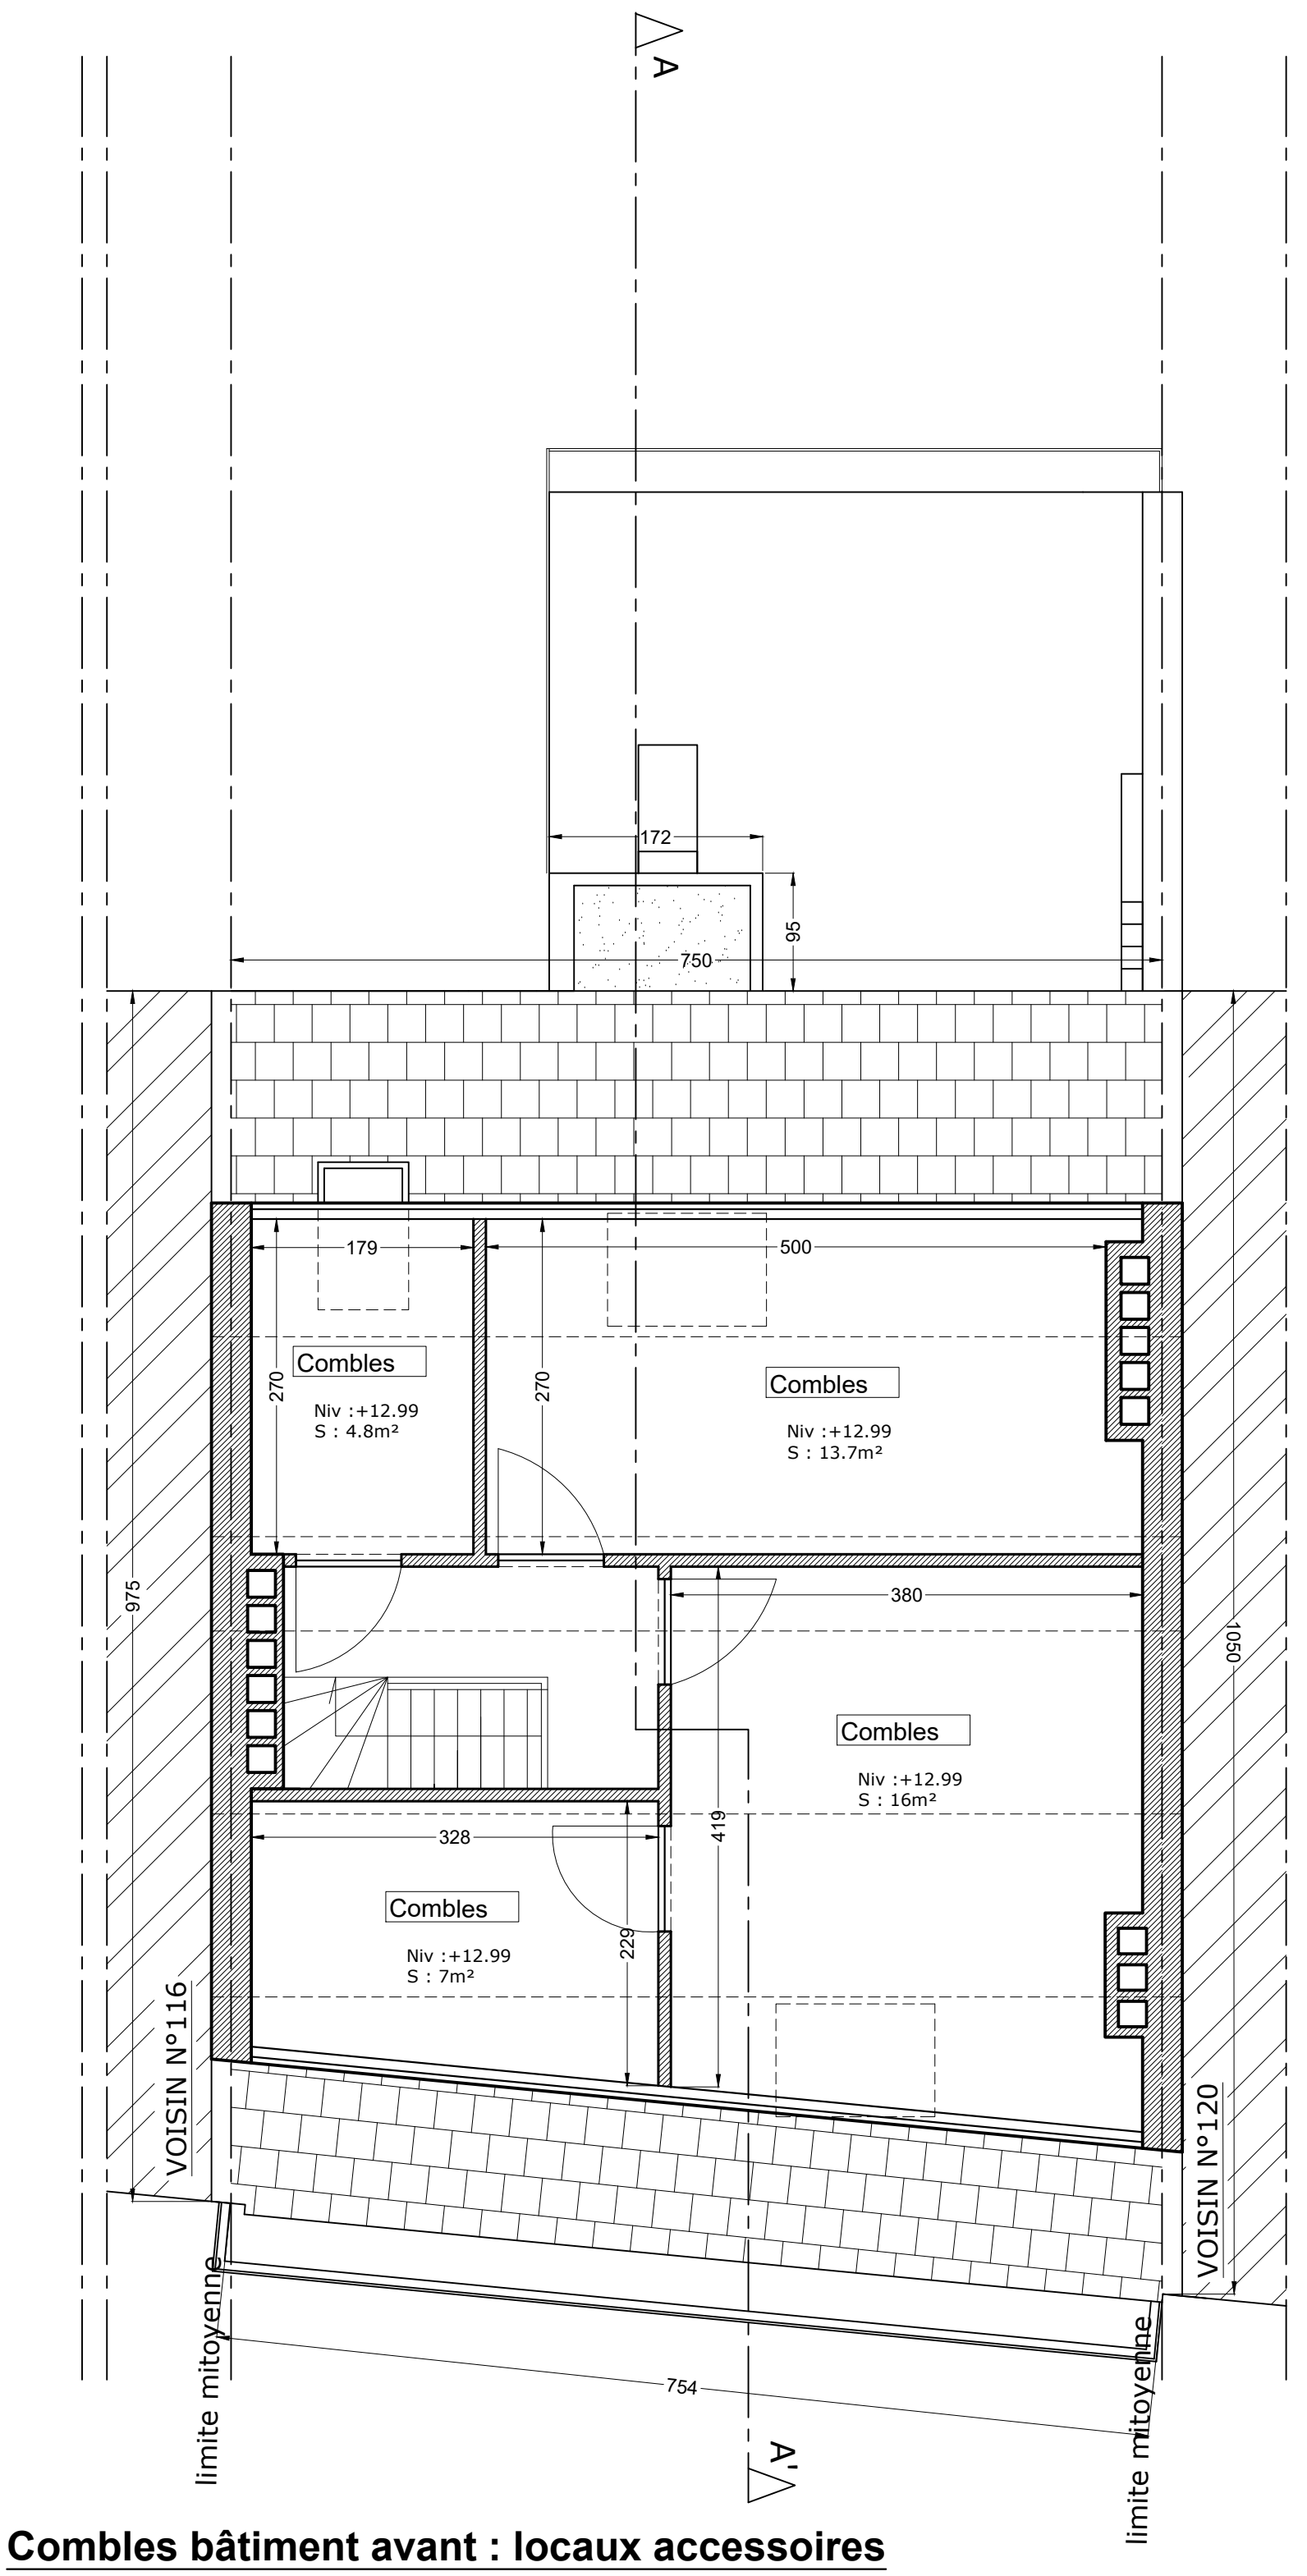 A
172
95
750
179
500
Combles
270
270
Combles
Niv :+12.99
S : 4.8m²
Niv :+12.99
S : 13.7m²
975
380
1050
Combles
Niv :+12.99
S : 16m²
419
328
Combles
229
Niv :+12.99
S : 7m²
VOISIN N°116
VOISIN N°120
limite mitoyenne
limite mitoyenne
754
A'
Combles bâtiment avant : locaux accessoires